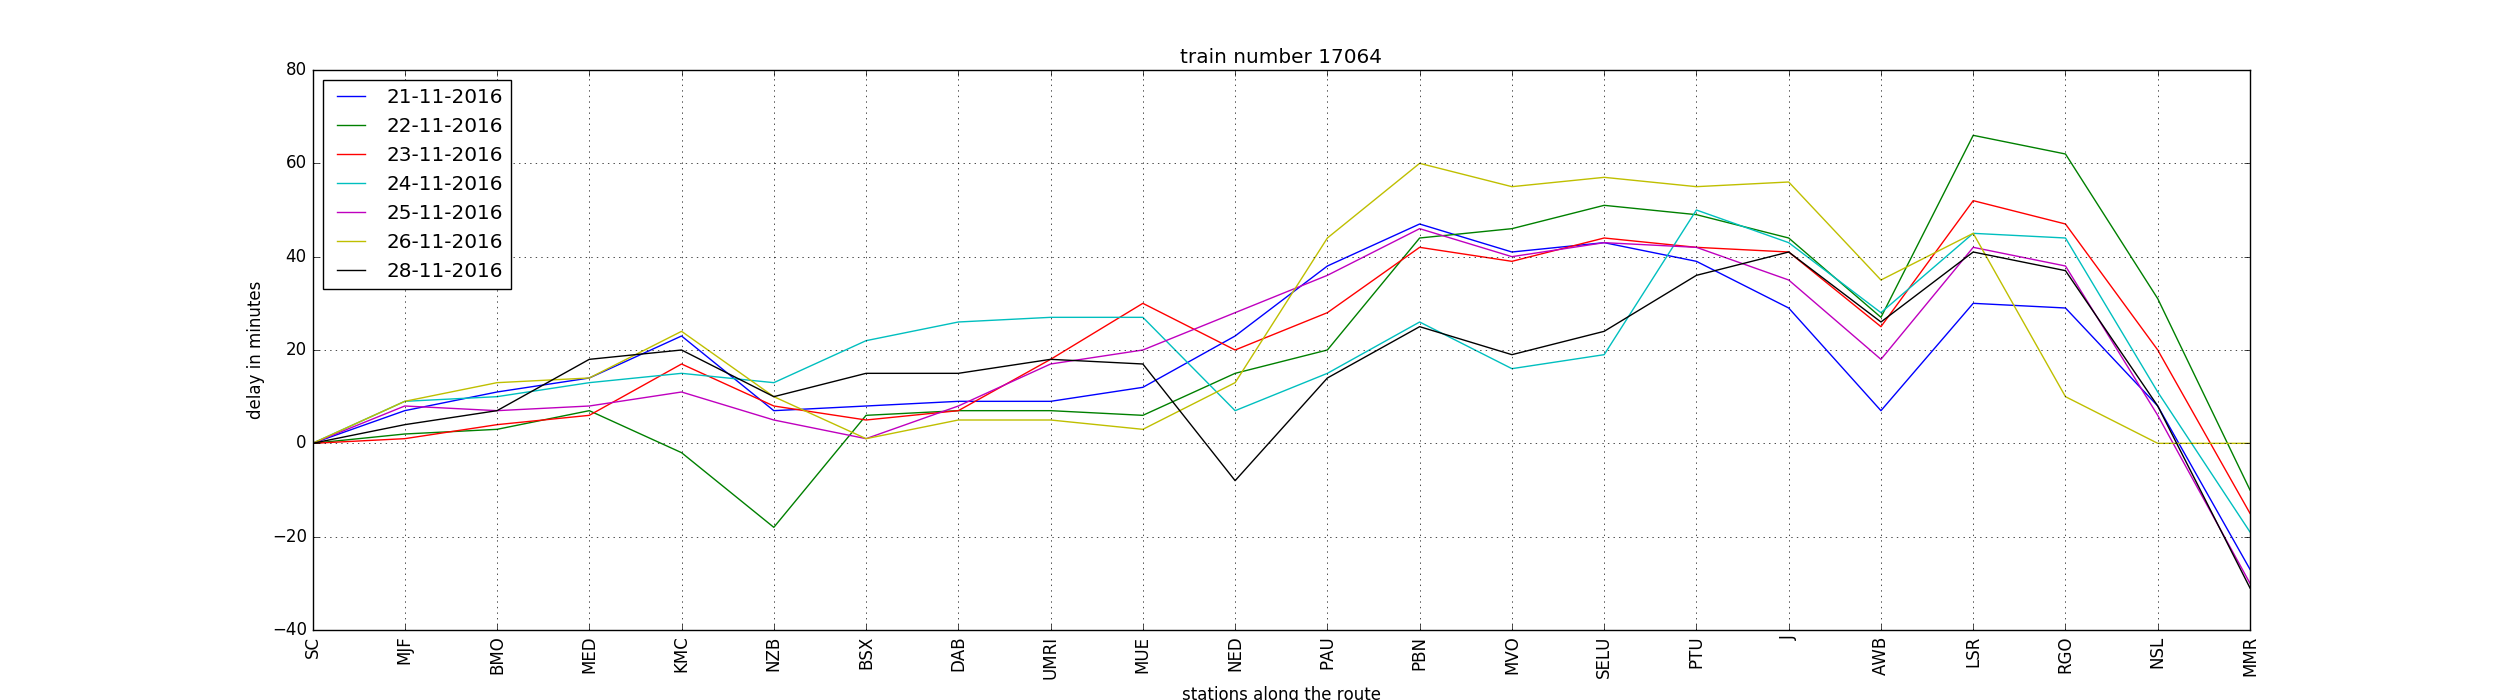 train number 17064
80
60
40
20
0
−20
−40
delay in minutes
21-11-2016
22-11-2016
23-11-2016
24-11-2016
25-11-2016
26-11-2016
28-11-2016
SC
MJF
BMO
MED
KMC
NZB
BSX
DAB
UMRI
MUE
NED
PAU
PBN
MVO
SELU
PTU
J
AWB
LSR
RGO
NSL
MMR
stations along the route